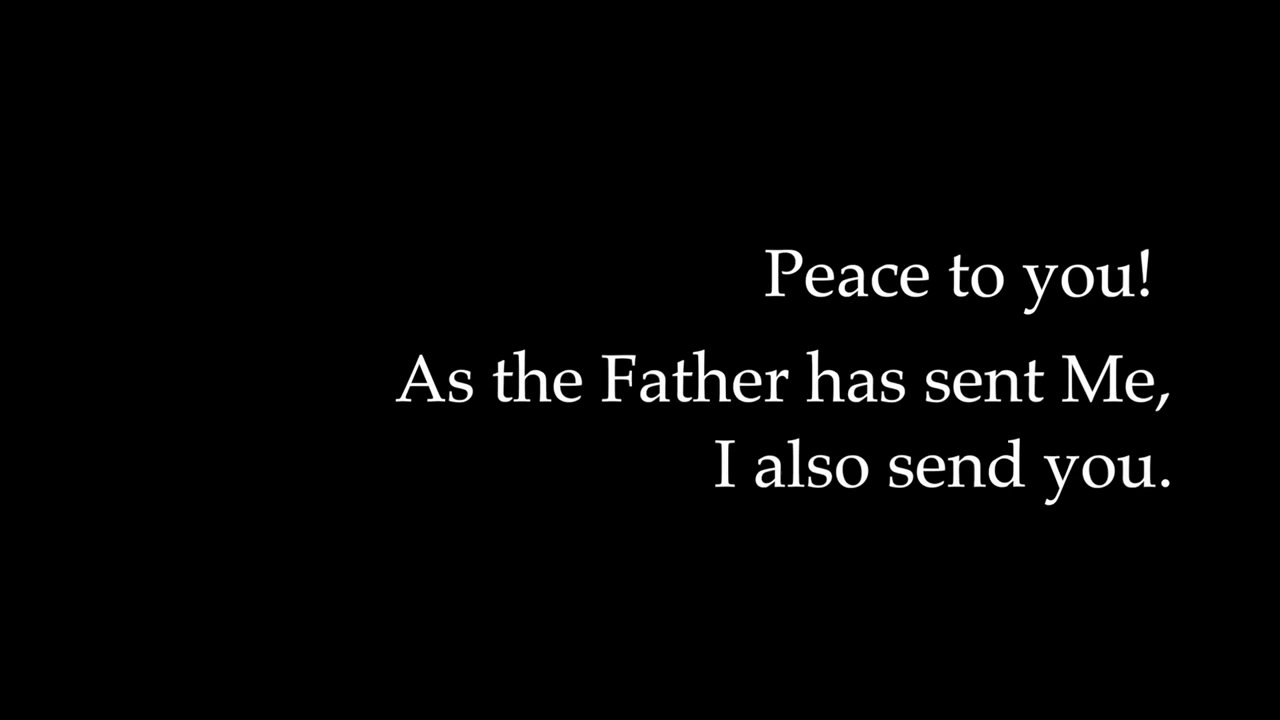 Peace to you!
As the Father has sent Me,
I also send you.